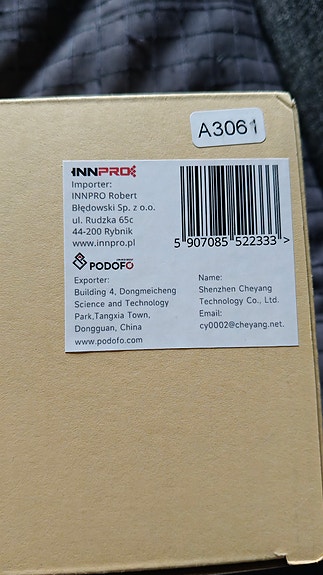 A3061
INNPRO
Importer:
INNPRO Robert
Błędowski Sp. z o.o.
ul. Rudzka 65c
44-200 Rybnik
www.innpro.pl
5 907085 522333 >
PODOFO
Exporter:
Building 4, Dongmeicheng
Science and Technology
Park,Tangxia Town,
Dongguan, China
www.podofo.com
Name:
Shenzhen Cheyang
Technology Co., Ltd.
Email:
cy0002@cheyang.net.